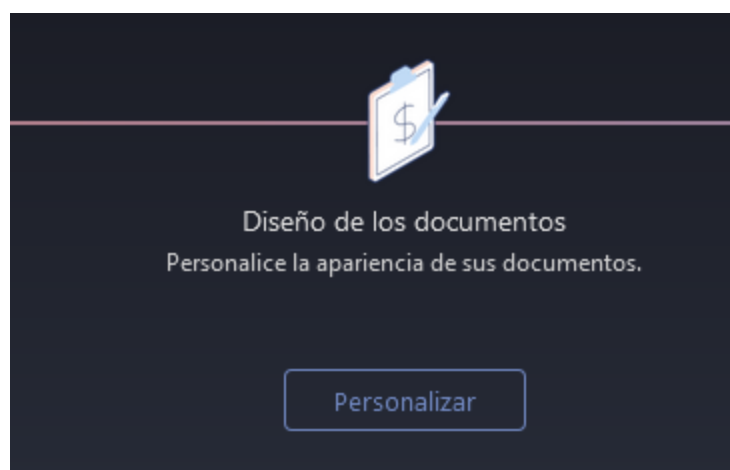 $
Diseño de los documentos
Personalice la apariencia de sus documentos.
Personalizar